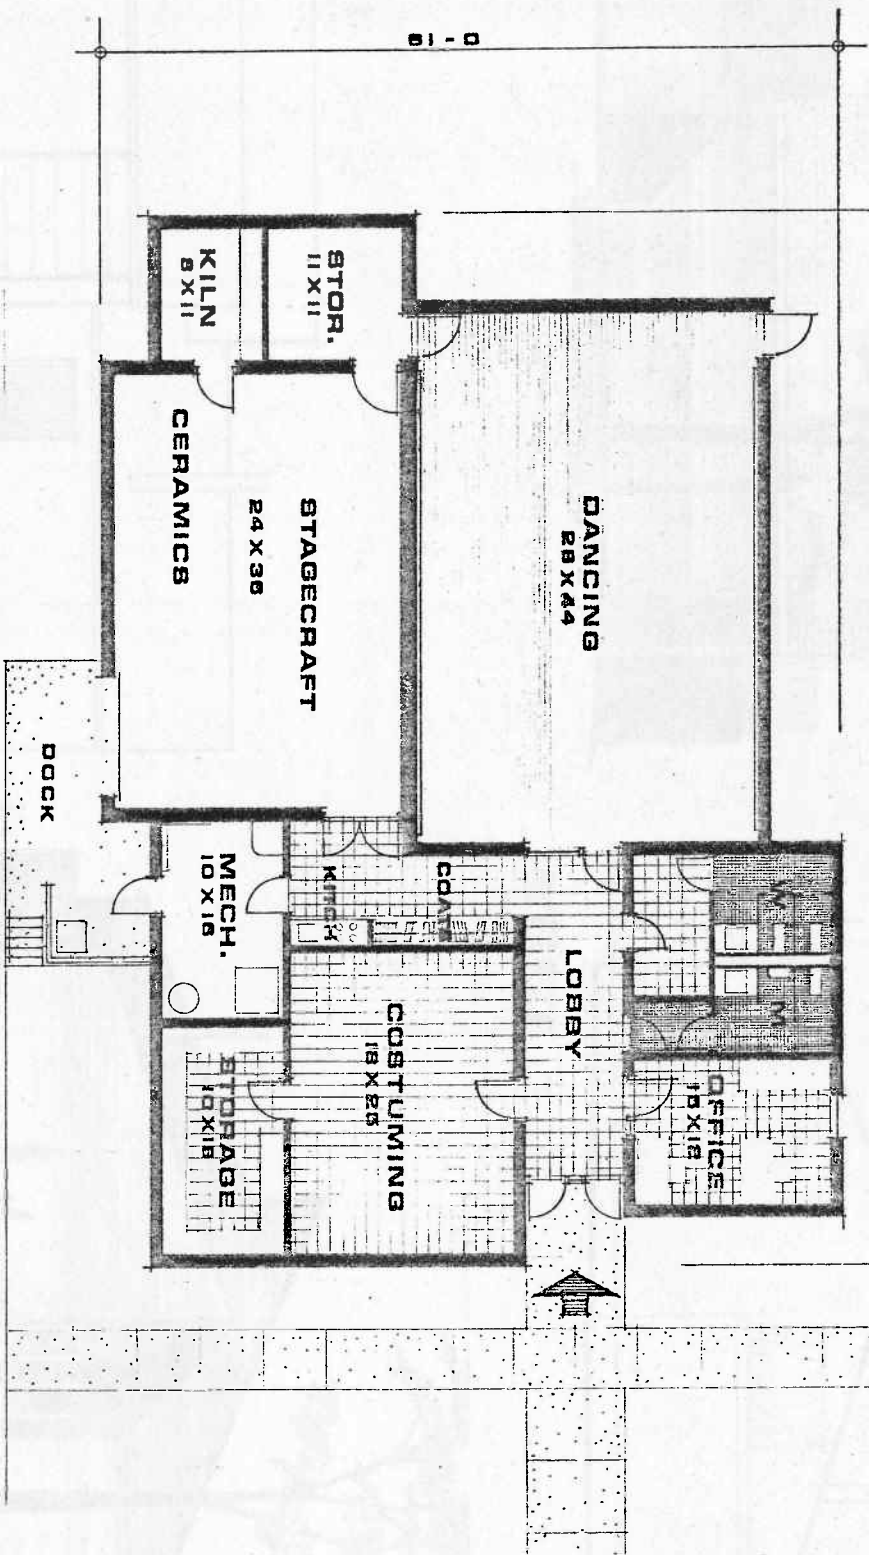 61 - 0
W
M
OFFICE
DANCING
28 X 44
LOBBY
COAT
KITCH
COSTUMING
18 X 25
STOR.
11 X 11
STAGECRAFT
24 X 36
CERAMICS
KILN
8 X 11
MECH.
10 X 16
STORAGE
10 X 18
DOCK